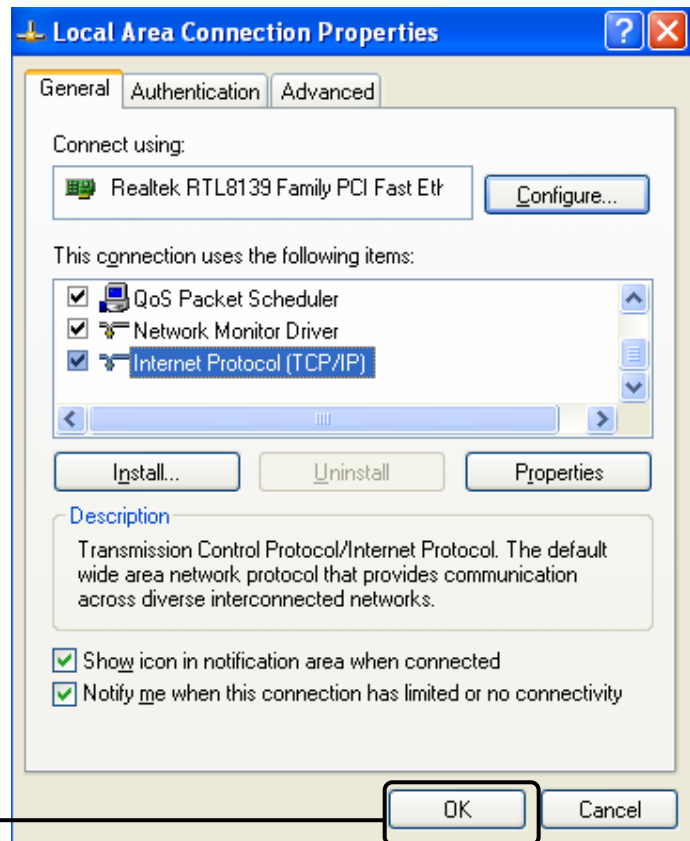 Local Area Connection Properties
General Authentication Advanced
Connect using:
Realtek RTL8139 Family PCI Fast Eth
Configure...
This connection uses the following items:
QoS Packet Scheduler
Network Monitor Driver
Internet Protocol (TCP/IP)
Install... Uninstall Properties
Description
Transmission Control Protocol/Internet Protocol. The default
wide area network protocol that provides communication
across diverse interconnected networks.
Show icon in notification area when connected
Notify me when this connection has limited or no connectivity
OK Cancel